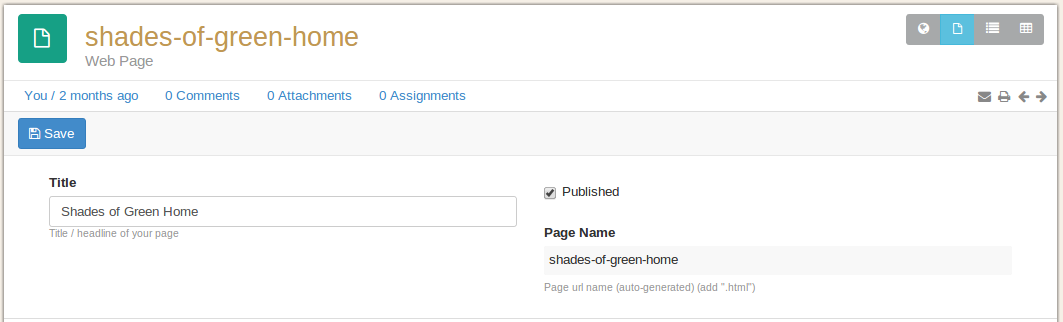 shades-of-green-home
Web Page
You / 2 months ago 0 Comments 0 Attachments 0 Assignments
Save
Title
Shades of Green Home
Title / headline of your page
Published
Page Name
shades-of-green-home
Page url name (auto-generated) (add ".html")